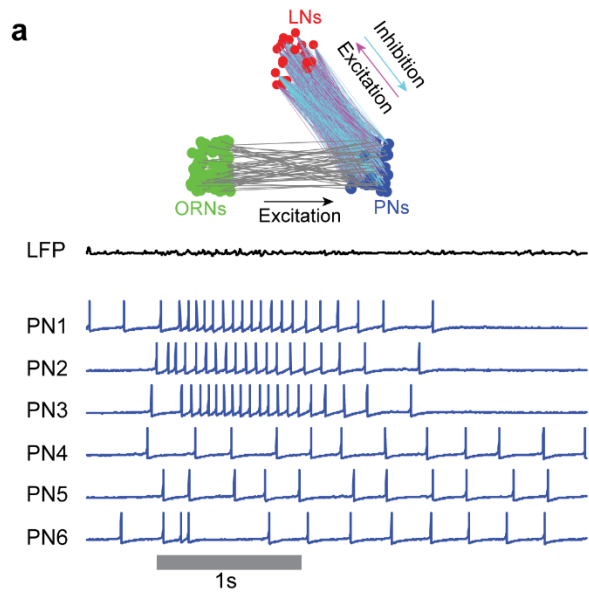 a
LNs
Inhibition
Excitation
ORNs
Excitation
PNs
LFP
PN1
PN2
PN3
PN4
PN5
PN6
1s